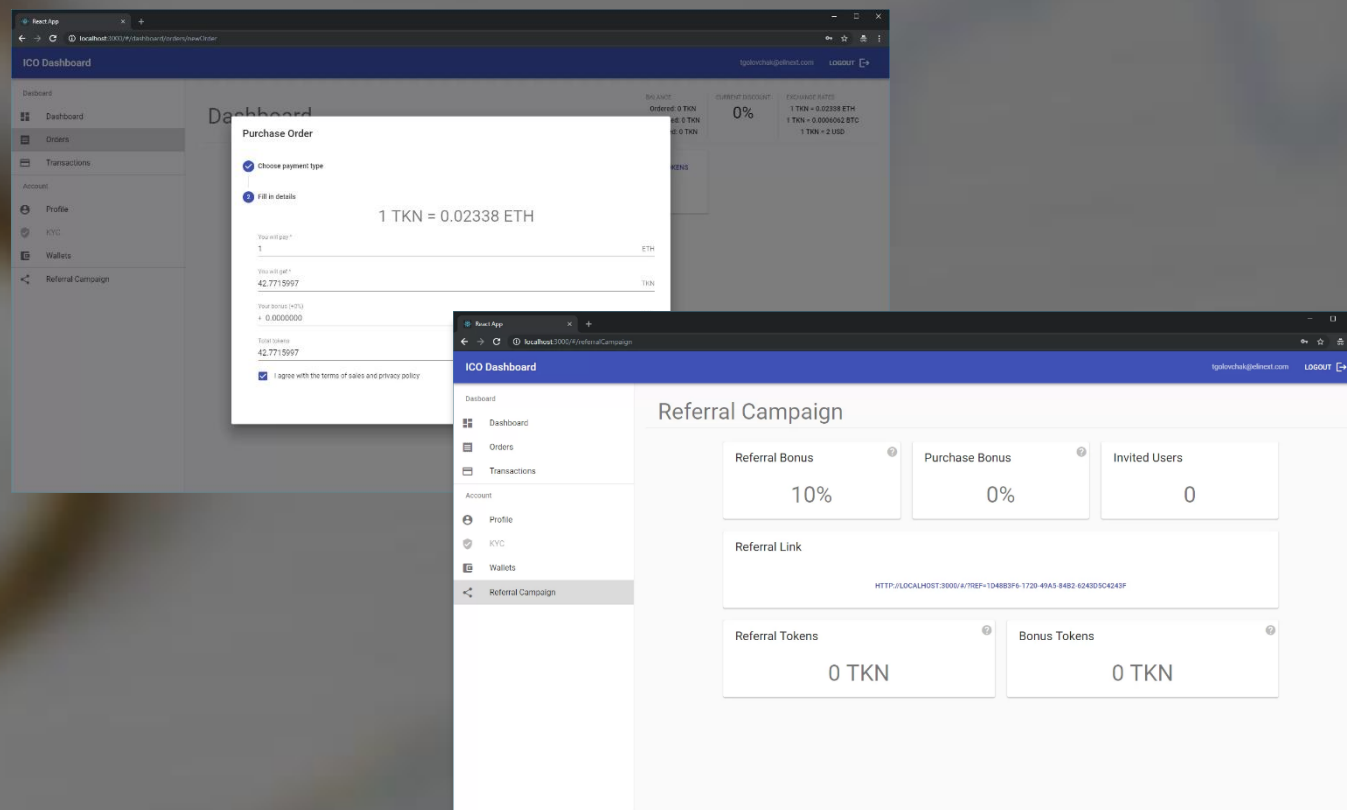 React App
localhost:3000/#/dashboard/orders/newOrder
ICO Dashboard
tgolovchak@elinext.com LOGOUT
Dasboard
Dashboard
Orders
Transactions
Account
Profile
KYC
Wallets
Referral Campaign
Dashboard
BALANCE
Ordered: 0 TKN
0 TKN
0 TKN
CURRENT DISCOUNT
0%
EXCHANGE RATES
1 TKN = 0.02338 ETH
1 TKN = 0.0006062 BTC
1 TKN = 2 USD
Purchase Order
Choose payment type
2 Fill in details
1 TKN = 0.02338 ETH
You will pay *
1 ETH
You will get *
42.7715997 TKN
Your bonus (+0%)
+ 0.0000000
Total tokens
42.7715997
I agree with the terms of sales and privacy policy
React App
localhost:3000/#/referralCampaign
ICO Dashboard
tgolovchak@elinext.com LOGOUT
Dasboard
Dashboard
Orders
Transactions
Account
Profile
KYC
Wallets
Referral Campaign
Referral Campaign
Referral Bonus
10%
Purchase Bonus
0%
Invited Users
0
Referral Link
HTTP://LOCALHOST:3000/#/?REF=1D48B3F6-1720-49A5-84B2-6243D5C4243F
Referral Tokens
0 TKN
Bonus Tokens
0 TKN